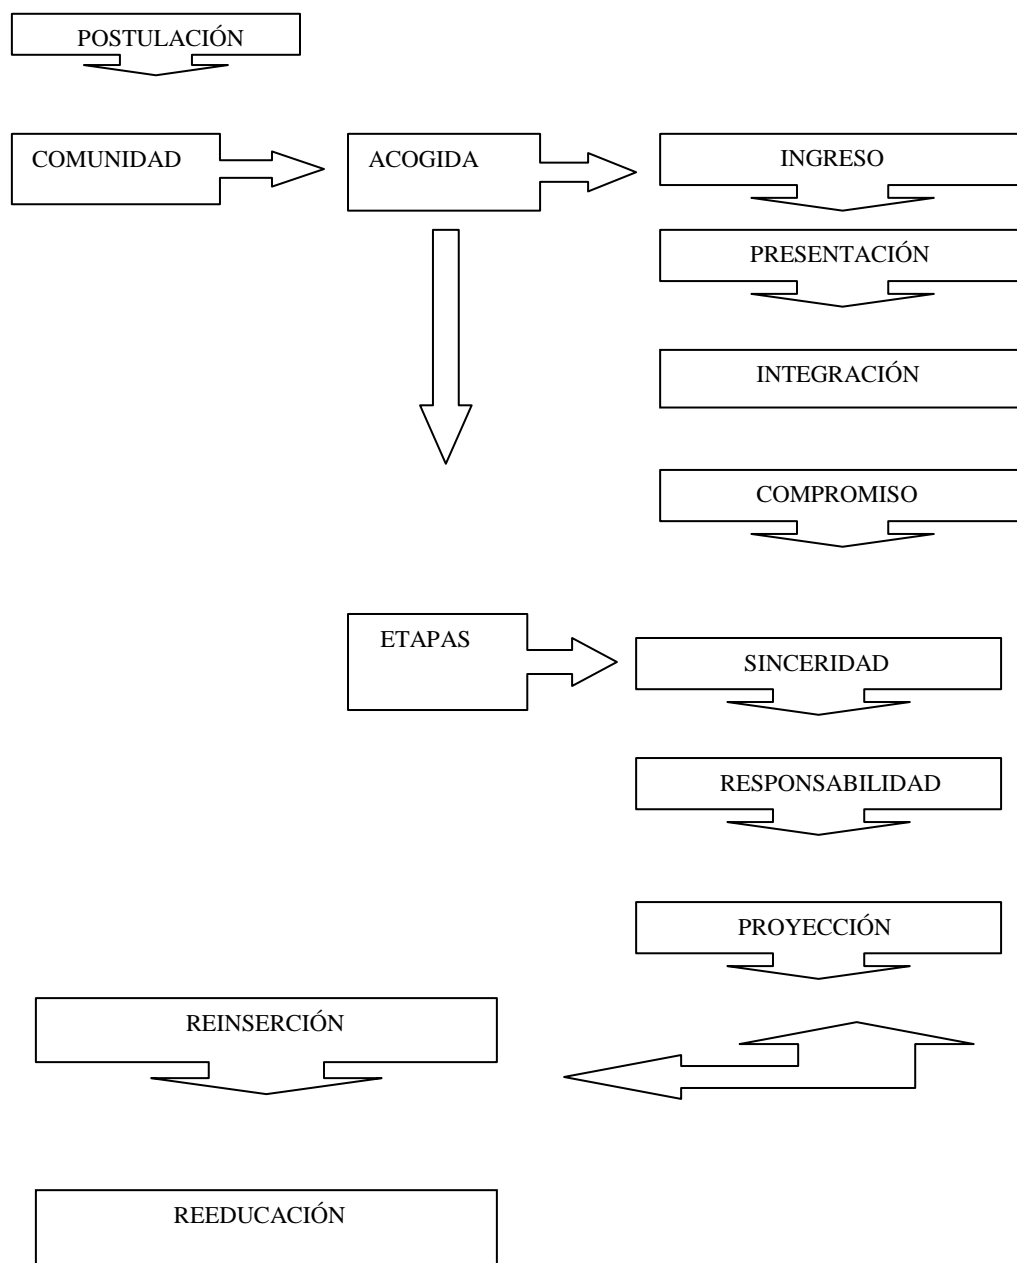 POSTULACIÓN
COMUNIDAD
ACOGIDA
INGRESO
PRESENTACIÓN
INTEGRACIÓN
COMPROMISO
ETAPAS
SINCERIDAD
RESPONSABILIDAD
PROYECCIÓN
REINSERCIÓN
REEDUCACIÓN